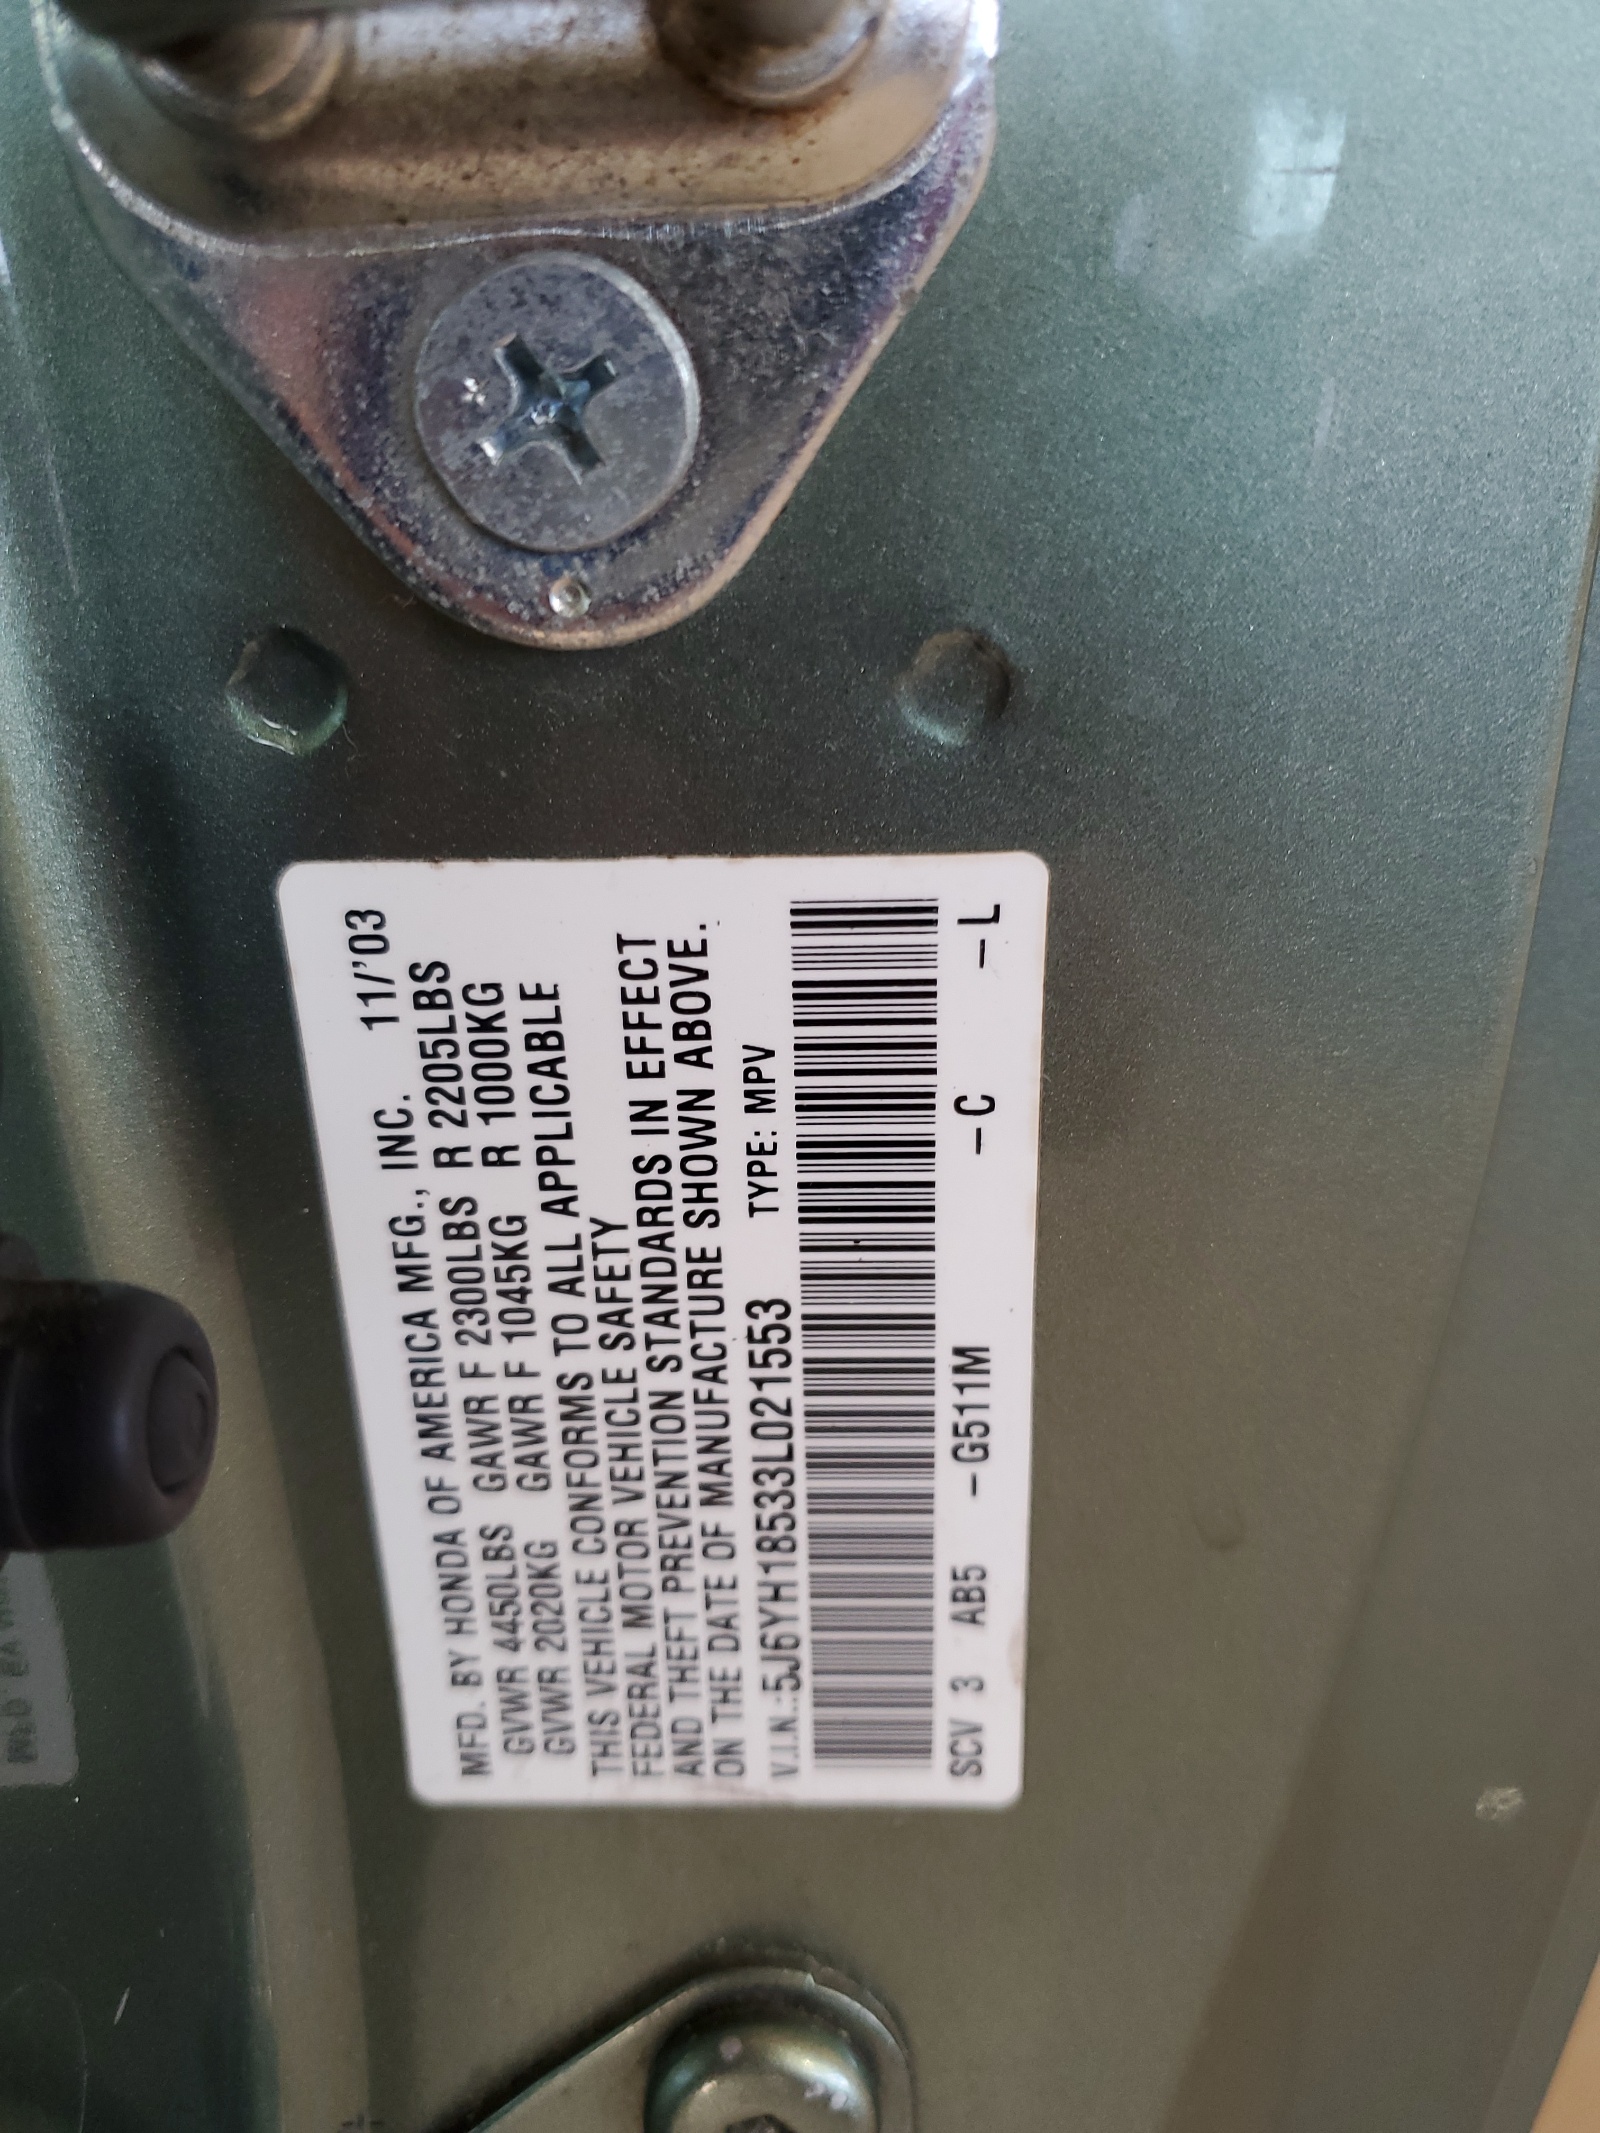 MFD. BY HONDA OF AMERICA MFG., INC. 11/'03
GVWR 4450LBS GAWR F 2300LBS R 2205LBS
GVWR 2020KG GAWR F 1045KG R 1000KG
THIS VEHICLE CONFORMS TO ALL APPLICABLE
FEDERAL MOTOR VEHICLE SAFETY
AND THEFT PREVENTION STANDARDS IN EFFECT
ON THE DATE OF MANUFACTURE SHOWN ABOVE.
V.I.N.:5J6YH18533L021553 TYPE: MPV
SCV 3 AB5 -G511M -C -L